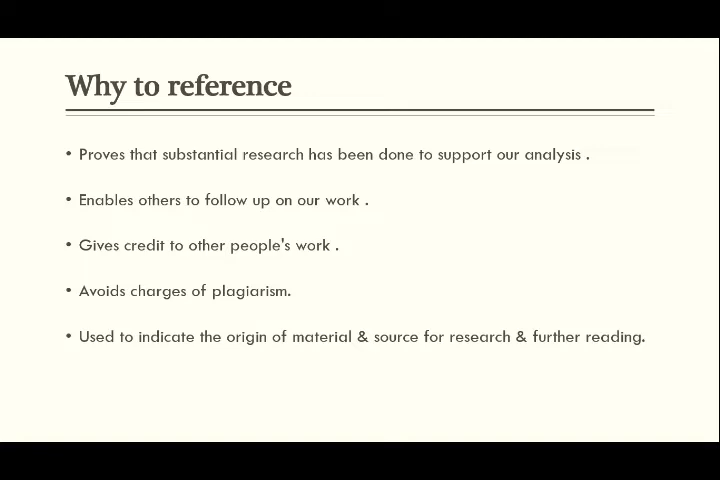 Why to reference
• Proves that substantial research has been done to support our analysis .
• Enables others to follow up on our work .
• Gives credit to other people's work .
• Avoids charges of plagiarism.
• Used to indicate the origin of material & source for research & further reading.